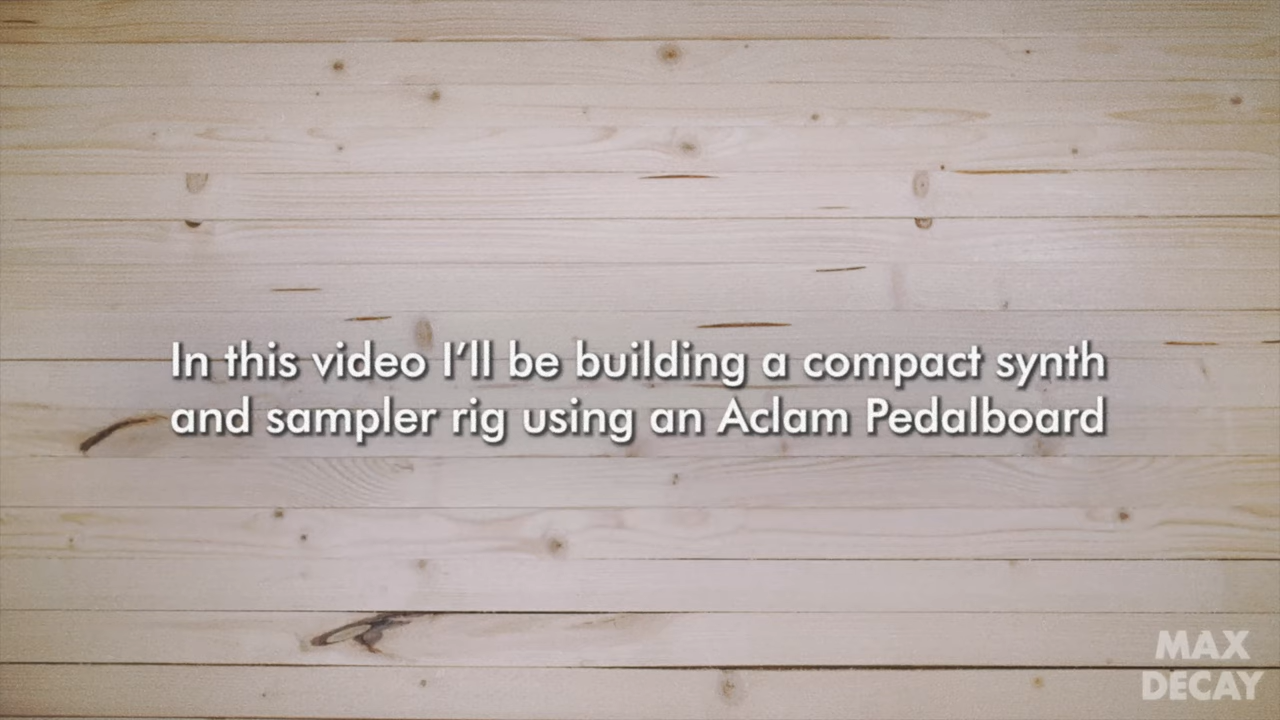 In this video I’ll be building a compact synth
and sampler rig using an Aclam Pedalboard
MAX
DECAY